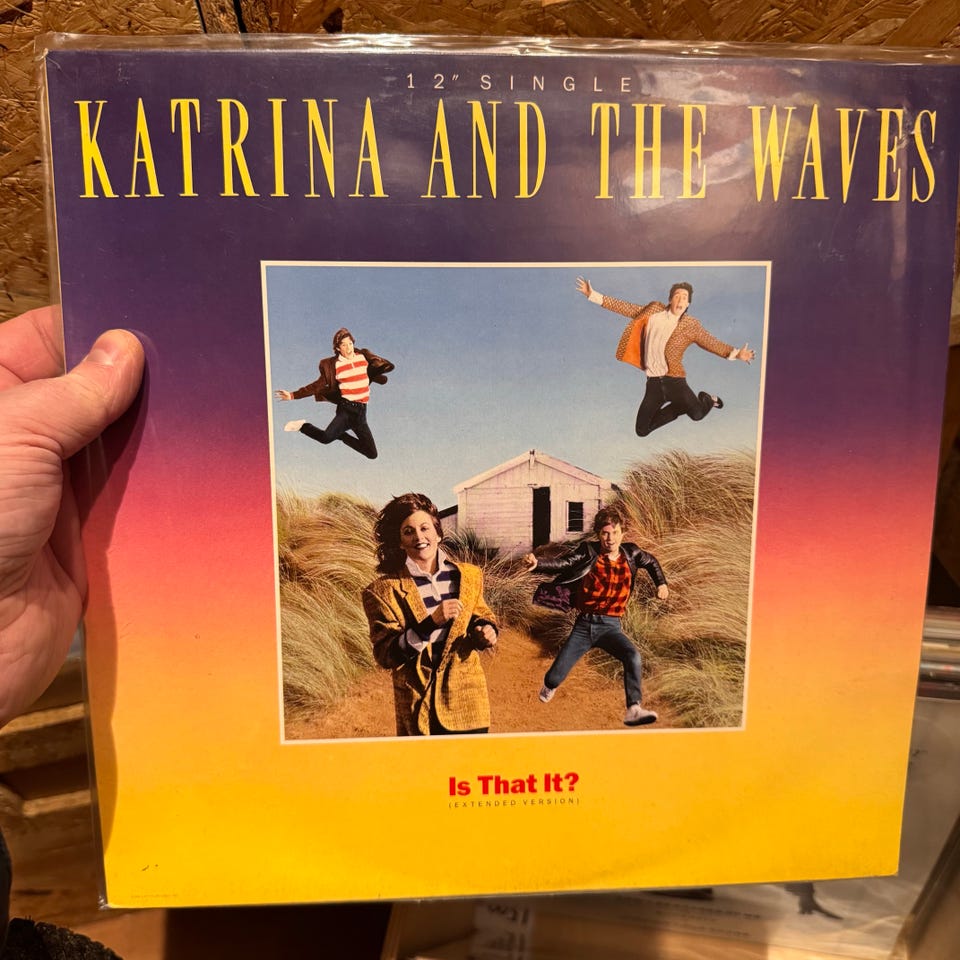 12" SINGLE
KATRINA AND THE WAVES
Is That It?
(EXTENDED VERSION)